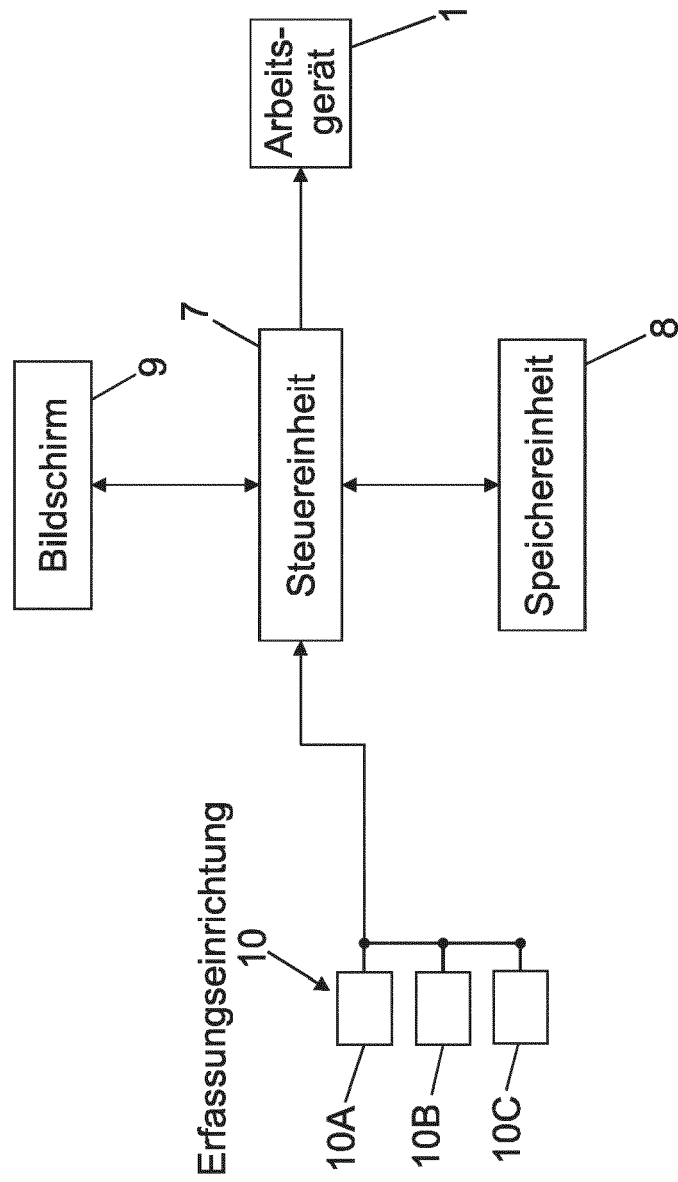 Bildschirm
9
Erfassungseinrichtung
10
7
Steuereinheit
Arbeits-
gerät
1
10A
10B
10C
Speichereinheit
8